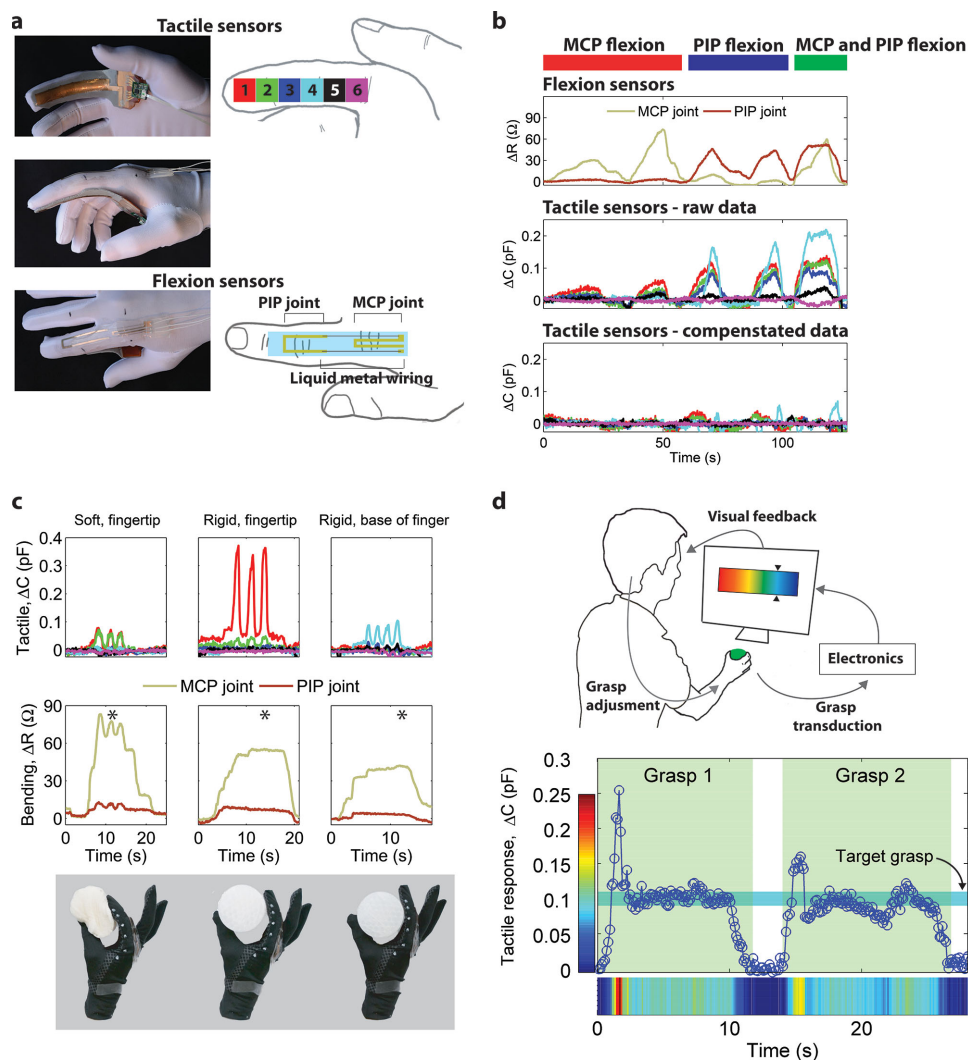 a
Tactile sensors
1 2 3 4 5 6
Flexion sensors
PIP joint MCP joint
Liquid metal wiring
b
MCP flexion PIP flexion MCP and PIP flexion
Flexion sensors
MCP joint PIP joint
ΔR (Ω)
90
60
30
0
Tactile sensors - raw data
ΔC (pF)
0.2
0.1
0
Tactile sensors - compenstated data
ΔC (pF)
0.2
0.1
0
0 50 100
Time (s)
c
Soft, fingertip Rigid, fingertip Rigid, base of finger
Tactile, ΔC (pF)
0.4
0.3
0.2
0.1
0
MCP joint PIP joint
Bending, ΔR (Ω)
90
60
30
0
* * *
0 10 20 0 10 20 0 10
Time (s) Time (s) Time (s)
d
Visual feedback
Electronics
Grasp
adjusment
Grasp
transduction
Tactile response, ΔC (pF)
0.3
0.25
0.2
0.15
0.1
0.05
0
Grasp 1 Grasp 2
Target grasp
0 10 20
Time (s)